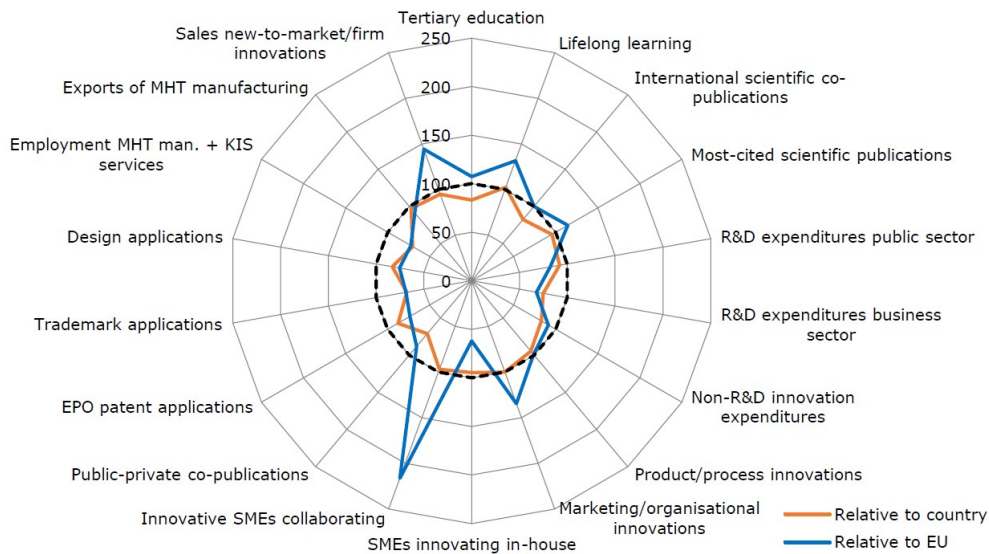 Tertiary education
Lifelong learning
International scientific co-
publications
Most-cited scientific publications
R&D expenditures public sector
R&D expenditures business
sector
Non-R&D innovation
expenditures
Product/process innovations
Marketing/organisational
innovations
SMEs innovating in-house
Innovative SMEs collaborating
Public-private co-publications
EPO patent applications
Trademark applications
Design applications
Employment MHT man. + KIS
services
Exports of MHT manufacturing
Sales new-to-market/firm
innovations
250
200
150
100
50
0
Relative to country
Relative to EU